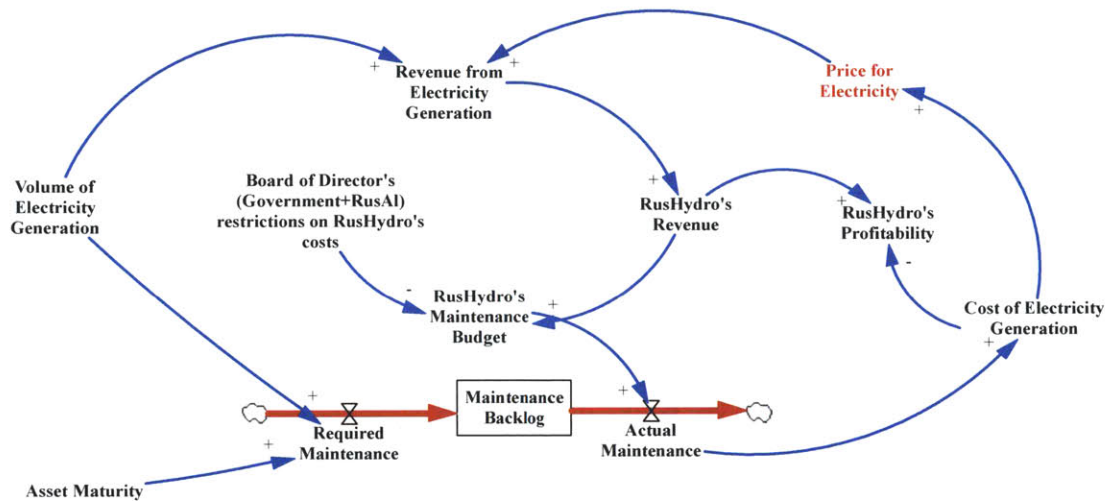 +
+
Revenue from
Electricity
Generation
Price for
Electricity
+
Volume of
Electricity
Generation
Board of Director's
(Government+RusAl)
restrictions on RusHydro's
costs
+
RusHydro's
Revenue
+
RusHydro's
Profitability
-
-
RusHydro's
Maintenance
Budget
+
Cost of Electricity
Generation
+
+
Maintenance
Backlog
+
Required
Maintenance
+
Actual
Maintenance
Asset Maturity